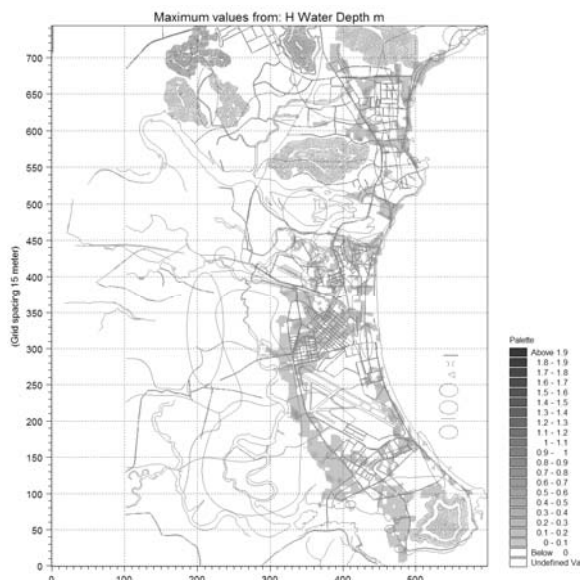 Maximum values from: H Water Depth m
700
650
600
550
500
450
400
350
300
250
200
150
100
50
0
(Grid spacing 15 meter)
0 100 200 300 400 500
Palette
Above 1.9
1.8 - 1.9
1.7 - 1.8
1.6 - 1.7
1.5 - 1.6
1.4 - 1.5
1.3 - 1.4
1.2 - 1.3
1.1 - 1.2
1 - 1.1
0.9 - 1
0.8 - 0.9
0.7 - 0.8
0.6 - 0.7
0.5 - 0.6
0.4 - 0.5
0.3 - 0.4
0.2 - 0.3
0.1 - 0.2
0 - 0.1
Below 0
Undefined Va